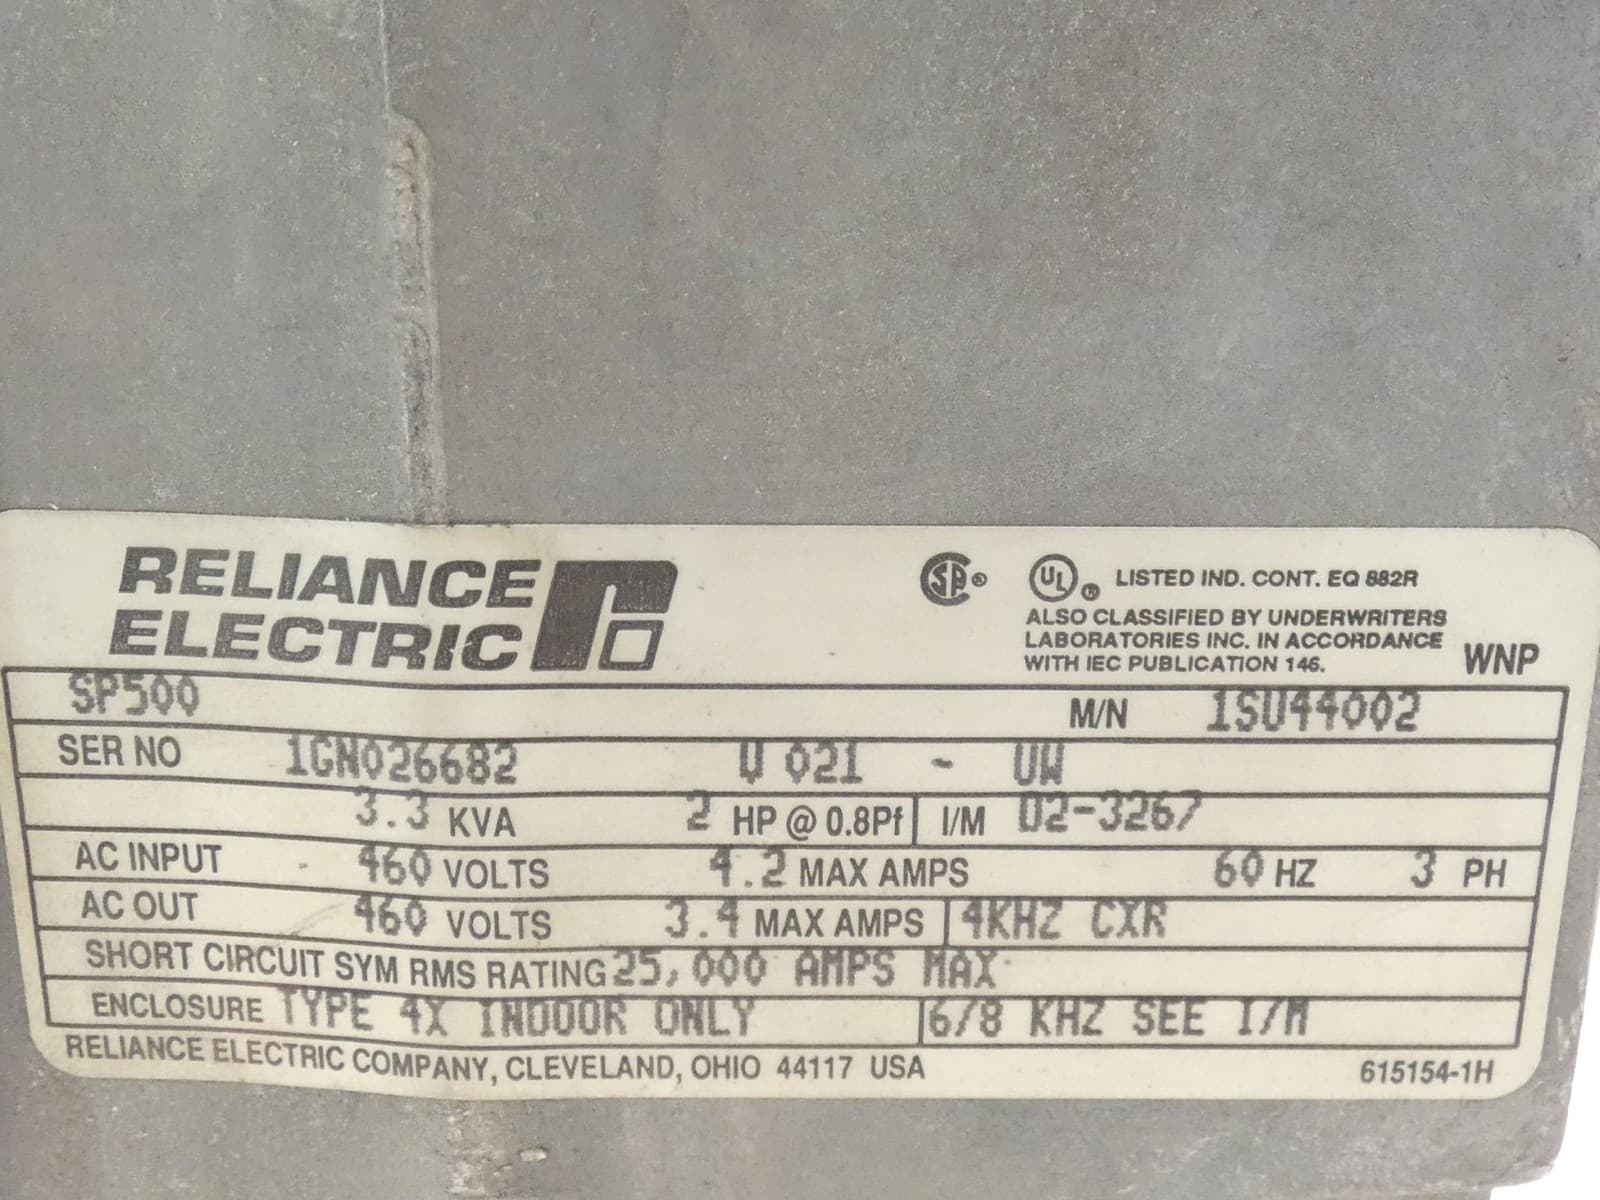 RELIANCE
ELECTRIC
SA ® UL ® LISTED IND. CONT. EQ 882R
ALSO CLASSIFIED BY UNDERWRITERS
LABORATORIES INC. IN ACCORDANCE
WITH IEC PUBLICATION 146.
WNP
SP500 M/N 1SU44002
SER NO 1GN026682 V 021 - UW
3.3 KVA 2 HP @ 0.8Pf I/M D2-3267
AC INPUT 460 VOLTS 4.2 MAX AMPS 60 HZ 3 PH
AC OUT 460 VOLTS 3.4 MAX AMPS 4KHZ CXR
SHORT CIRCUIT SYM RMS RATING 25,000 AMPS MAX
ENCLOSURE TYPE 4X INDOOR ONLY 6/8 KHZ SEE I/M
RELIANCE ELECTRIC COMPANY, CLEVELAND, OHIO 44117 USA 615154-1H